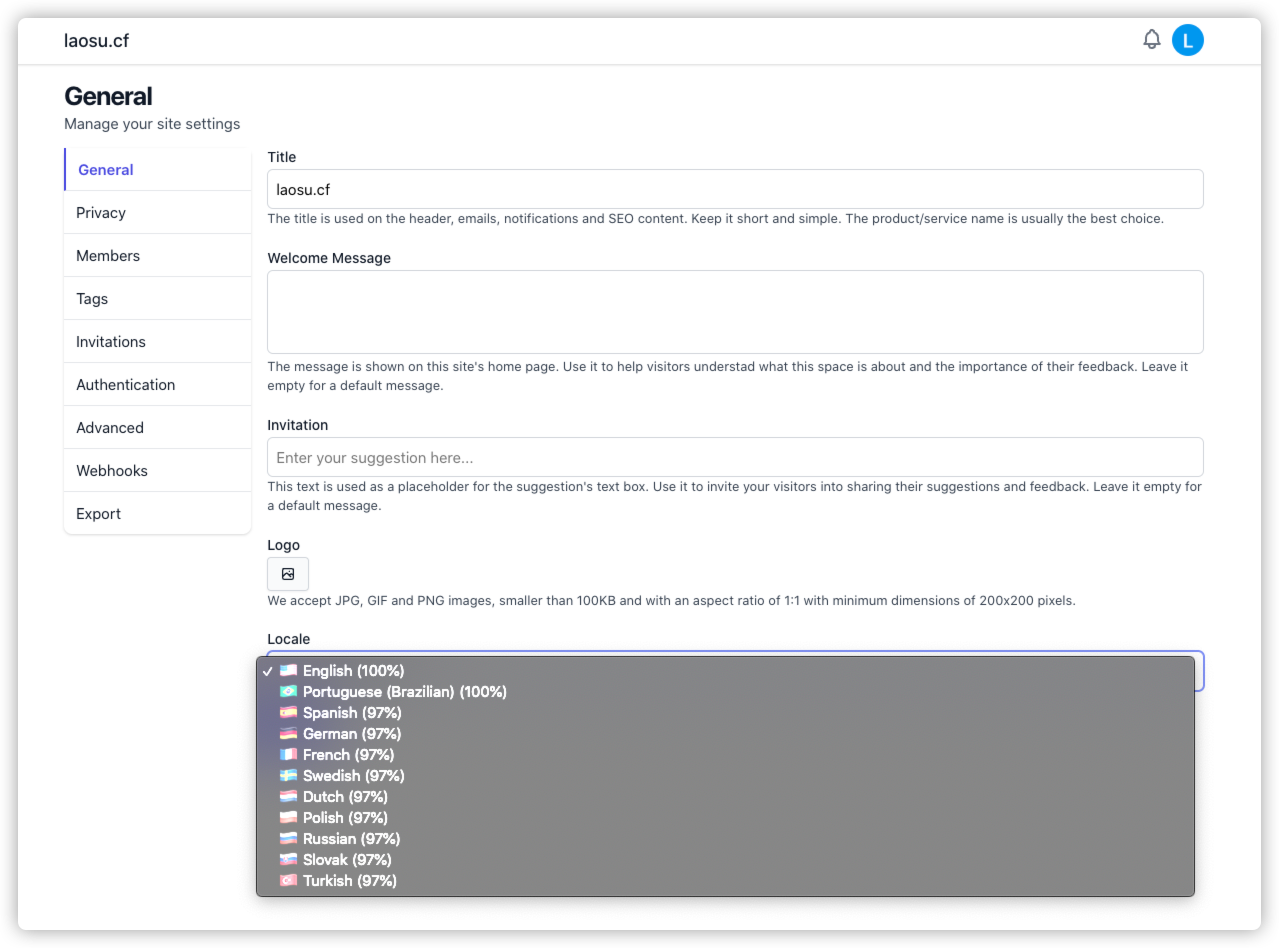 laosu.cf
L
General
Manage your site settings
General
Privacy
Members
Tags
Invitations
Authentication
Advanced
Webhooks
Export
Title
laosu.cf
The title is used on the header, emails, notifications and SEO content. Keep it short and simple. The product/service name is usually the best choice.
Welcome Message
The message is shown on this site's home page. Use it to help visitors understad what this space is about and the importance of their feedback. Leave it
empty for a default message.
Invitation
Enter your suggestion here...
This text is used as a placeholder for the suggestion's text box. Use it to invite your visitors into sharing their suggestions and feedback. Leave it empty for
a default message.
Logo
We accept JPG, GIF and PNG images, smaller than 100KB and with an aspect ratio of 1:1 with minimum dimensions of 200x200 pixels.
Locale
English (100%)
Portuguese (Brazilian) (100%)
Spanish (97%)
German (97%)
French (97%)
Swedish (97%)
Dutch (97%)
Polish (97%)
Russian (97%)
Slovak (97%)
Turkish (97%)